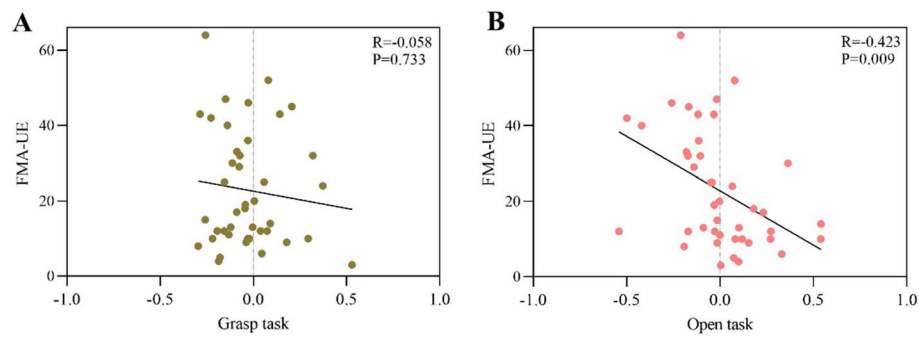 A
R=-0.058
P=0.733
FMA-UE
60
40
20
0
-1.0 -0.5 0.0 0.5 1.0
Grasp task
B
R=-0.423
P=0.009
FMA-UE
60
40
20
0
-1.0 -0.5 0.0 0.5 1.0
Open task